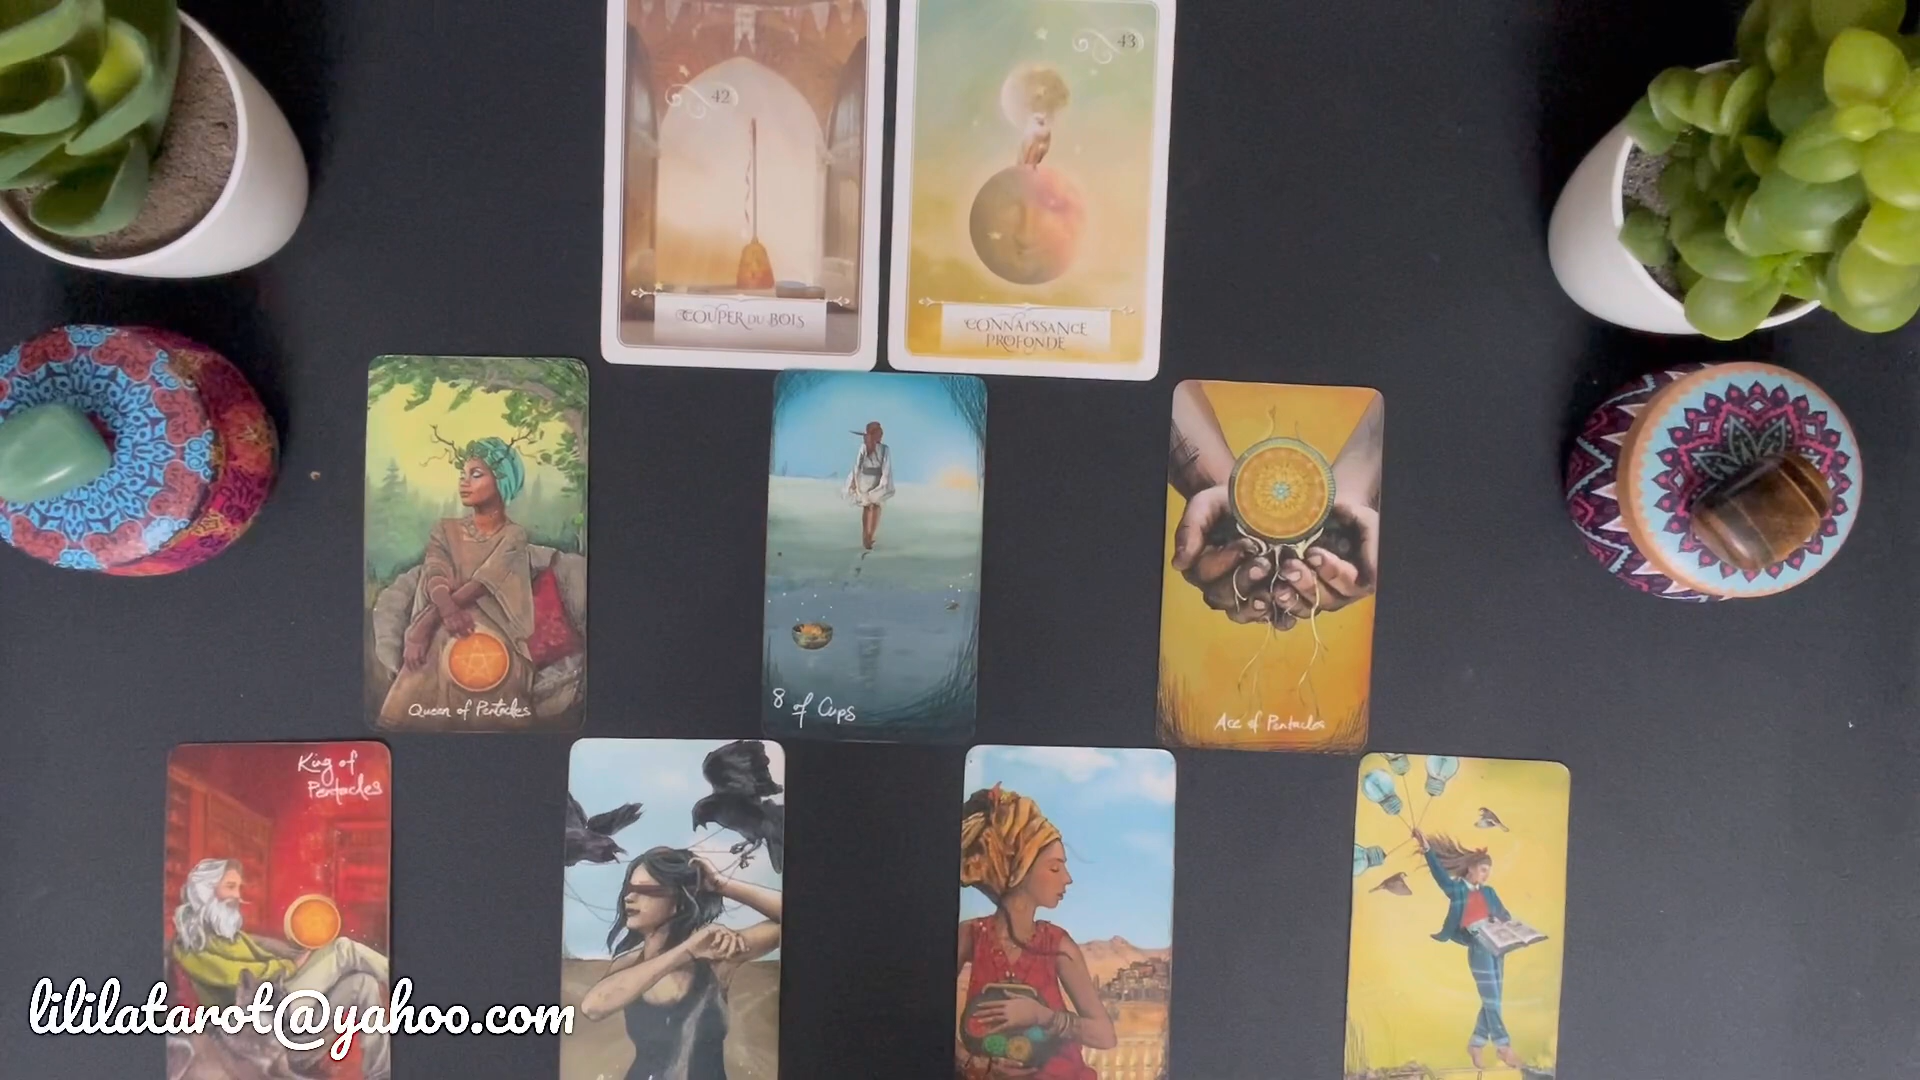 42
43
COUPER DU BOIS
CONNAISSANCE
PROFONDE
Queen of Pentacles
8 of Cups
Ace of Pentacles
King of
Pentacles
lililatarot@yahoo.com